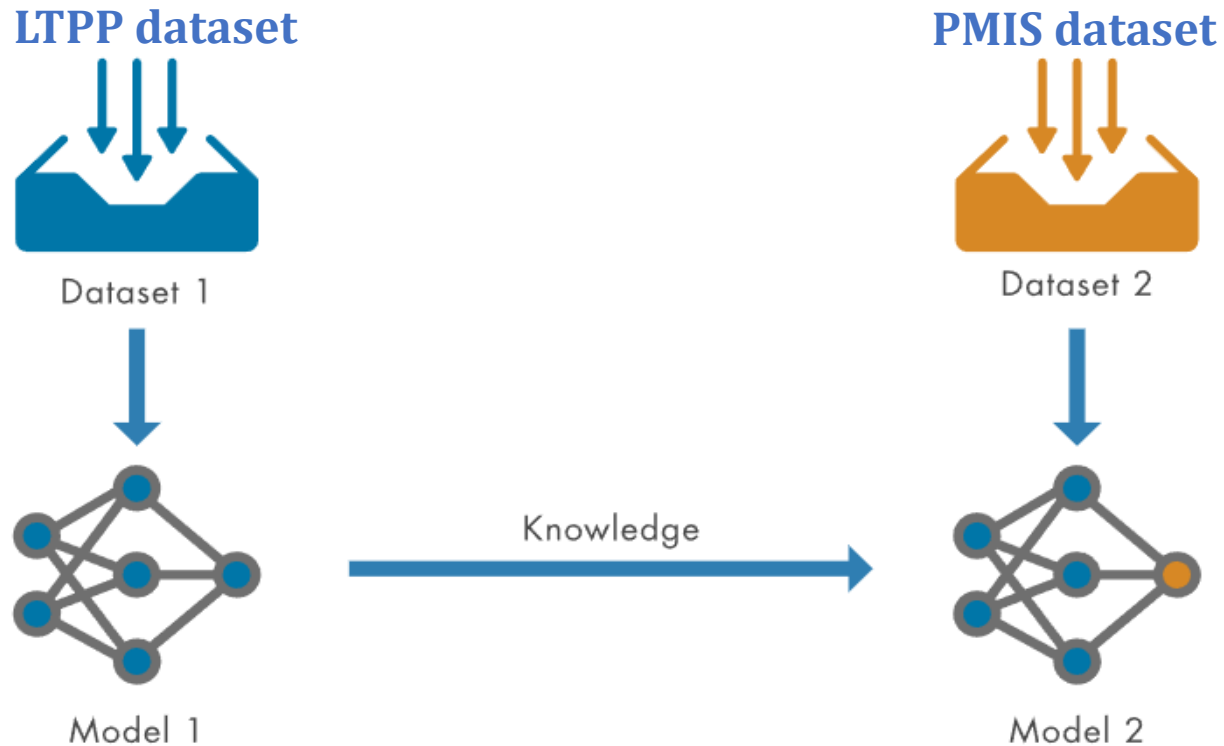 LTPP dataset
PMIS dataset
Dataset 1
Dataset 2
Knowledge
Model 1
Model 2